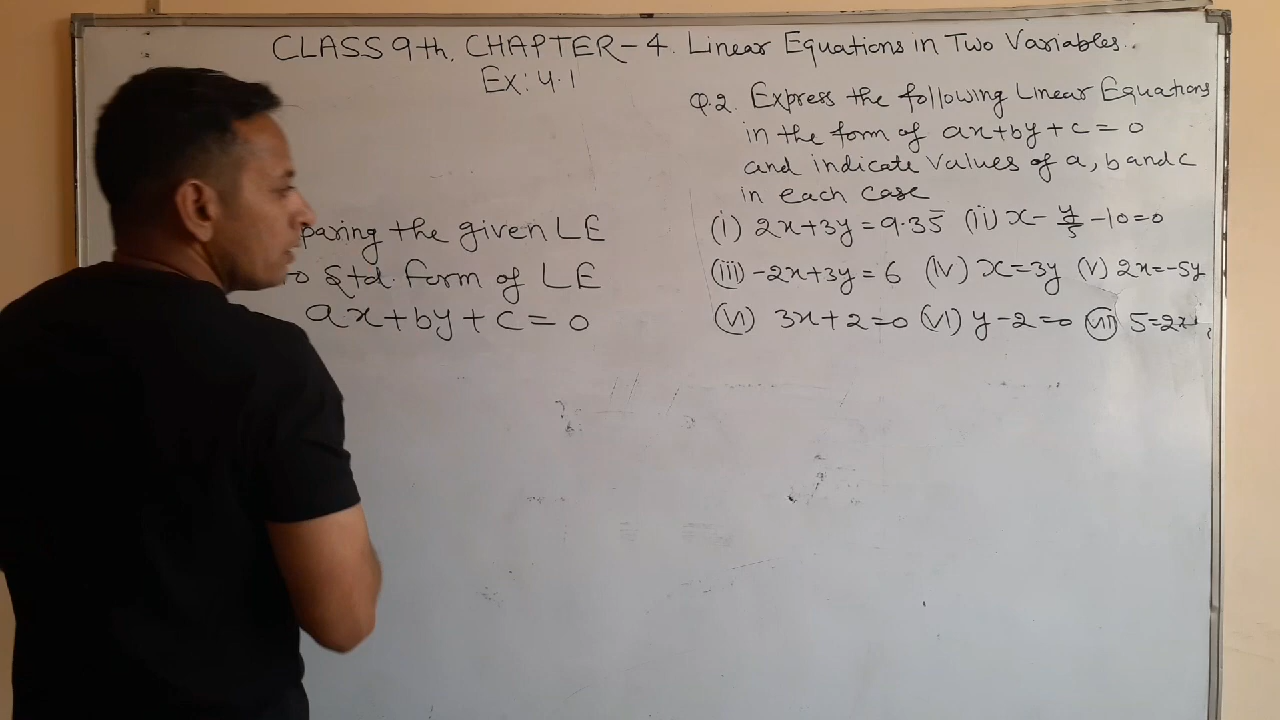 CLASS 9th. CHAPTER-4. Linear Equations in Two Variables.
Ex: 4.1
Q.2. Express the following Linear Equations
in the form of ax+by+c=0
and indicate values of a, b and c
in each case
(i) 2x+3y=9.35 (ii) x-y/5-10=0
(iii) -2x+3y=6 (iv) x=3y (v) 2x=-5y
(vi) 3x+2=0 (vi) y-2=0 (vii) 5=2x
paring the given LE
to Std. form of LE
ax+by+c=0